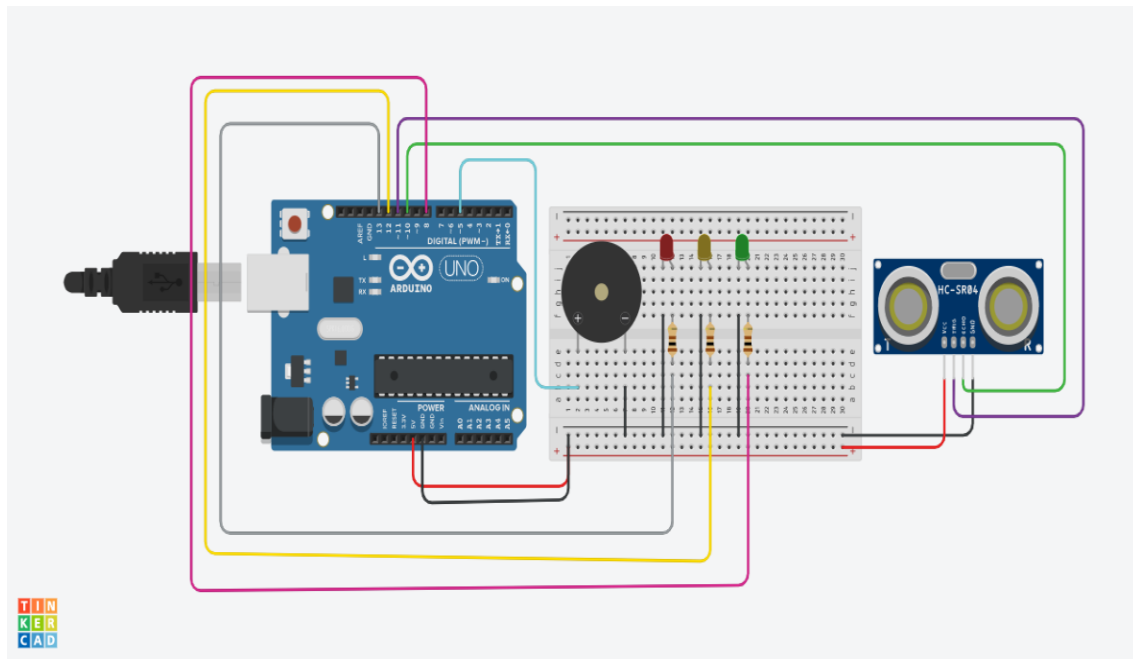 AREF
GND
13
12
~11
~10
~9
8
7
~6
~5
4
~3
2
TX→1
RX←0
DIGITAL (PWM~)
L
TX
RX
UNO
ARDUINO
ON
POWER
ANALOG IN
IOREF
RESET
3.3V
5V
GND
GND
Vin
A0
A1
A2
A3
A4
A5
HC-SR04
VCC
TRIG
ECHO
GND
T
R
TIN
KER
CAD